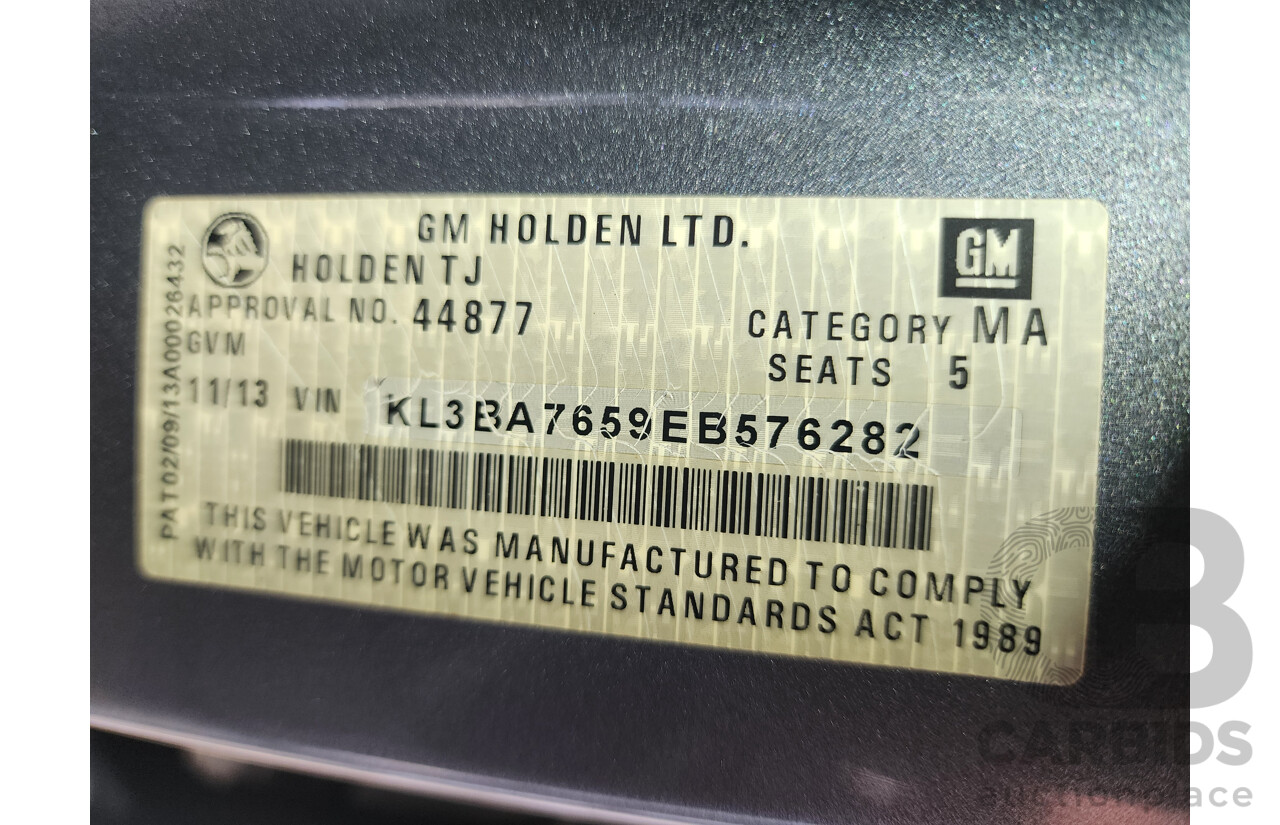 GM HOLDEN LTD.
GM
HOLDEN TJ
APPROVAL NO. 44877
CATEGORY MA
GVM
SEATS 5
11/13 VIN KL3BA7659EB576282
THIS VEHICLE WAS MANUFACTURED TO COMPLY
WITH THE MOTOR VEHICLE STANDARDS ACT 1989
PAT02/09/13A00026432
CARBIDS
auctionplace